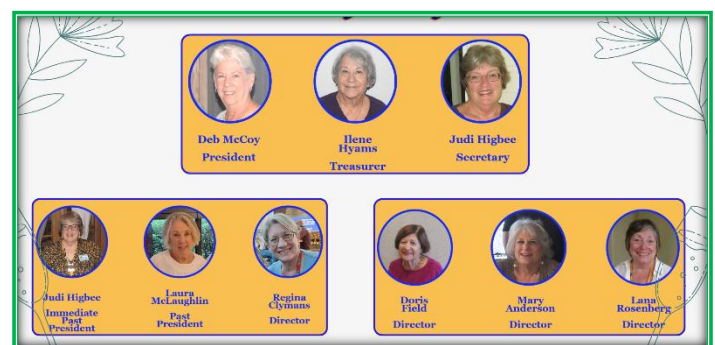 Deb McCoy
President
Ilene
Hyams
Treasurer
Judi Higbee
Secretary
Judi Higbee
Immediate
Past
President
Laura
McLaughlin
Past
President
Regina
Clymans
Director
Doris
Field
Director
Mary
Anderson
Director
Lana
Rosenberg
Director